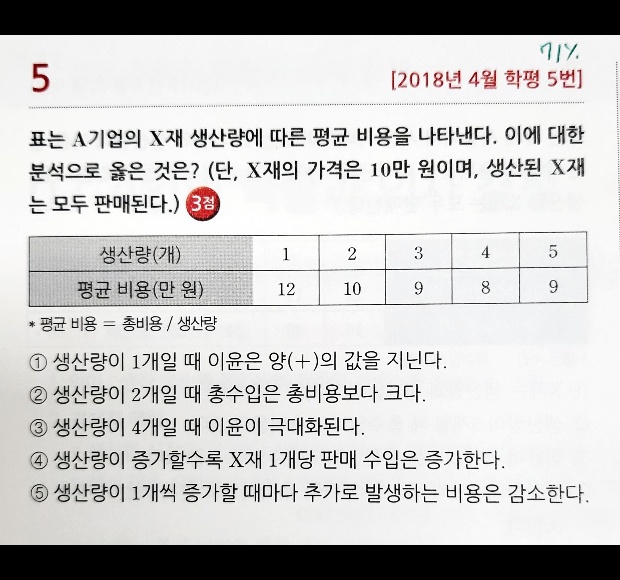 기1%
5
[2018년 4월 학평 5번]
표는 A기업의 X재 생산량에 따른 평균 비용을 나타낸다. 이에 대한
분석으로 옳은 것은? (단, X재의 가격은 10만 원이며, 생산된 X재
는 모두 판매된다.) 3점
생산량(개) 1 2 3 4 5
평균 비용(만 원) 12 10 9 8 9
* 평균 비용 = 총비용 / 생산량
① 생산량이 1개일 때 이윤은 양(+)의 값을 지닌다.
② 생산량이 2개일 때 총수입은 총비용보다 크다.
③ 생산량이 4개일 때 이윤이 극대화된다.
④ 생산량이 증가할수록 X재 1개당 판매 수입은 증가한다.
⑤ 생산량이 1개씩 증가할 때마다 추가로 발생하는 비용은 감소한다.